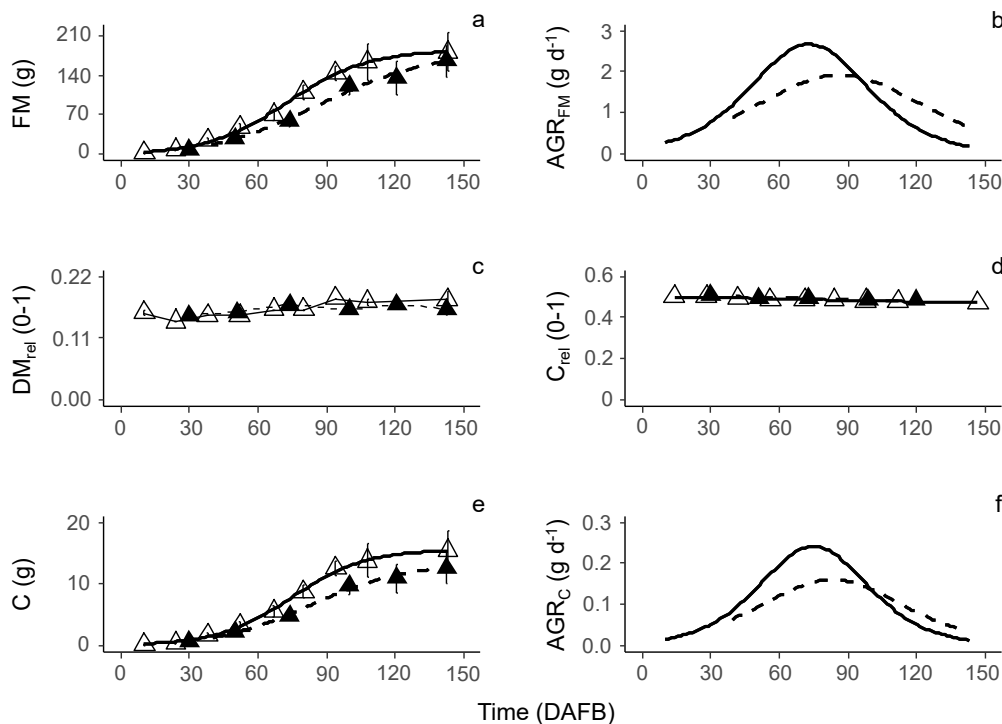 a
FM (g)
210
140
70
0
0 30 60 90 120 150
b
AGR_FM (g d⁻¹)
3
2
1
0
0 30 60 90 120 150
c
DM_rel (0-1)
0.22
0.11
0.00
0 30 60 90 120 150
d
C_rel (0-1)
0.6
0.4
0.2
0
0 30 60 90 120 150
e
C (g)
20
10
0
0 30 60 90 120 150
f
AGR_C (g d⁻¹)
0.3
0.2
0.1
0.0
0 30 60 90 120 150
Time (DAFB)